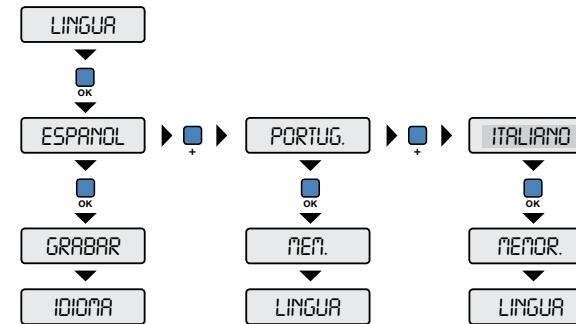 LINGUA
OK
ESPANOL + PORTUG. + ITALIANO
OK OK OK
GRABAR MEM. MEMOR.
IDIOMA LINGUA LINGUA